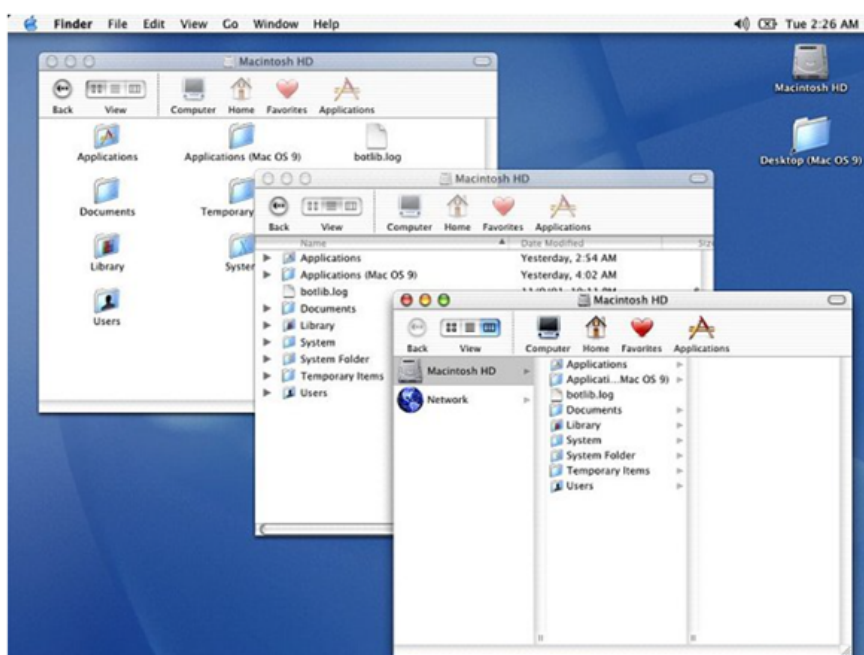 Finder File Edit View Go Window Help Tue 2:26 AM
Macintosh HD
Back View Computer Home Favorites Applications
Applications Applications (Mac OS 9) botlib.log
Documents Temporary
Library System
Users
Macintosh HD
Desktop (Mac OS 9)
Macintosh HD
Back View Computer Home Favorites Applications
Name Date Modified Size
Applications Yesterday, 2:54 AM
Applications (Mac OS 9) Yesterday, 4:02 AM
botlib.log
Documents
Library
System
System Folder
Temporary Items
Users
Macintosh HD
Back View Computer Home Favorites Applications
Macintosh HD
Network
Applications
Applicati...Mac OS 9)
botlib.log
Documents
Library
System
System Folder
Temporary Items
Users